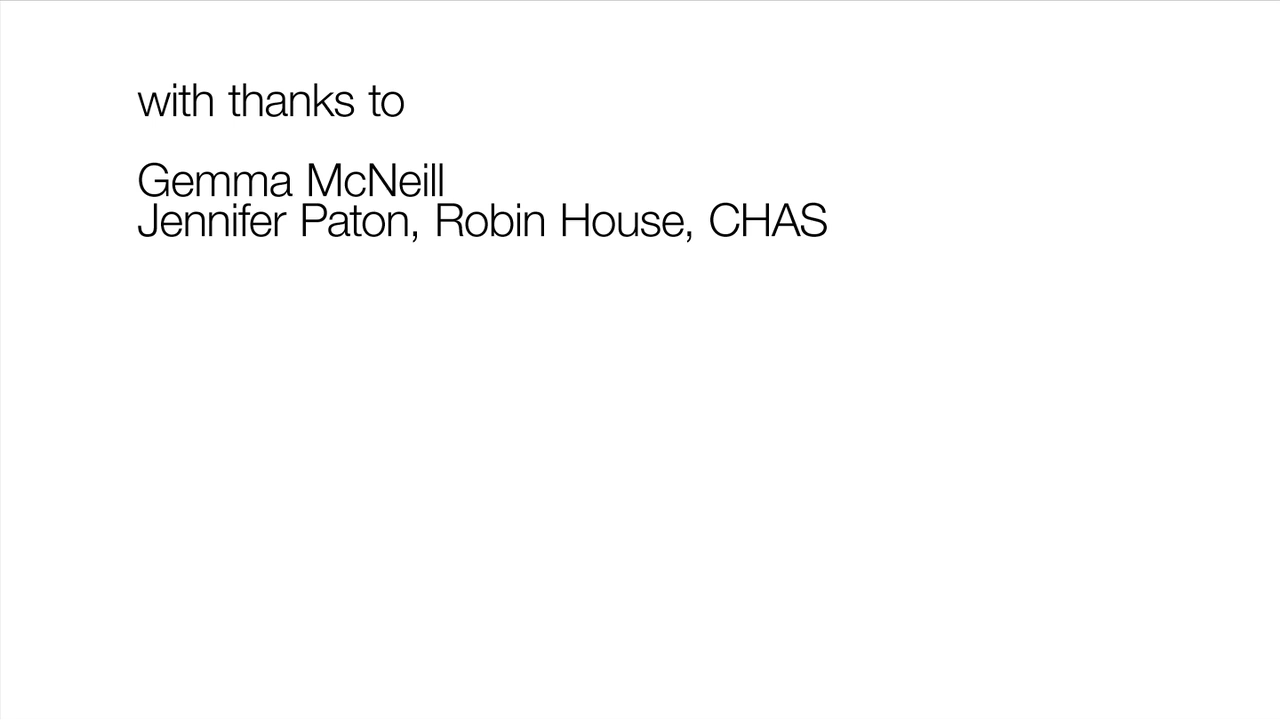 with thanks to
Gemma McNeill
Jennifer Paton, Robin House, CHAS